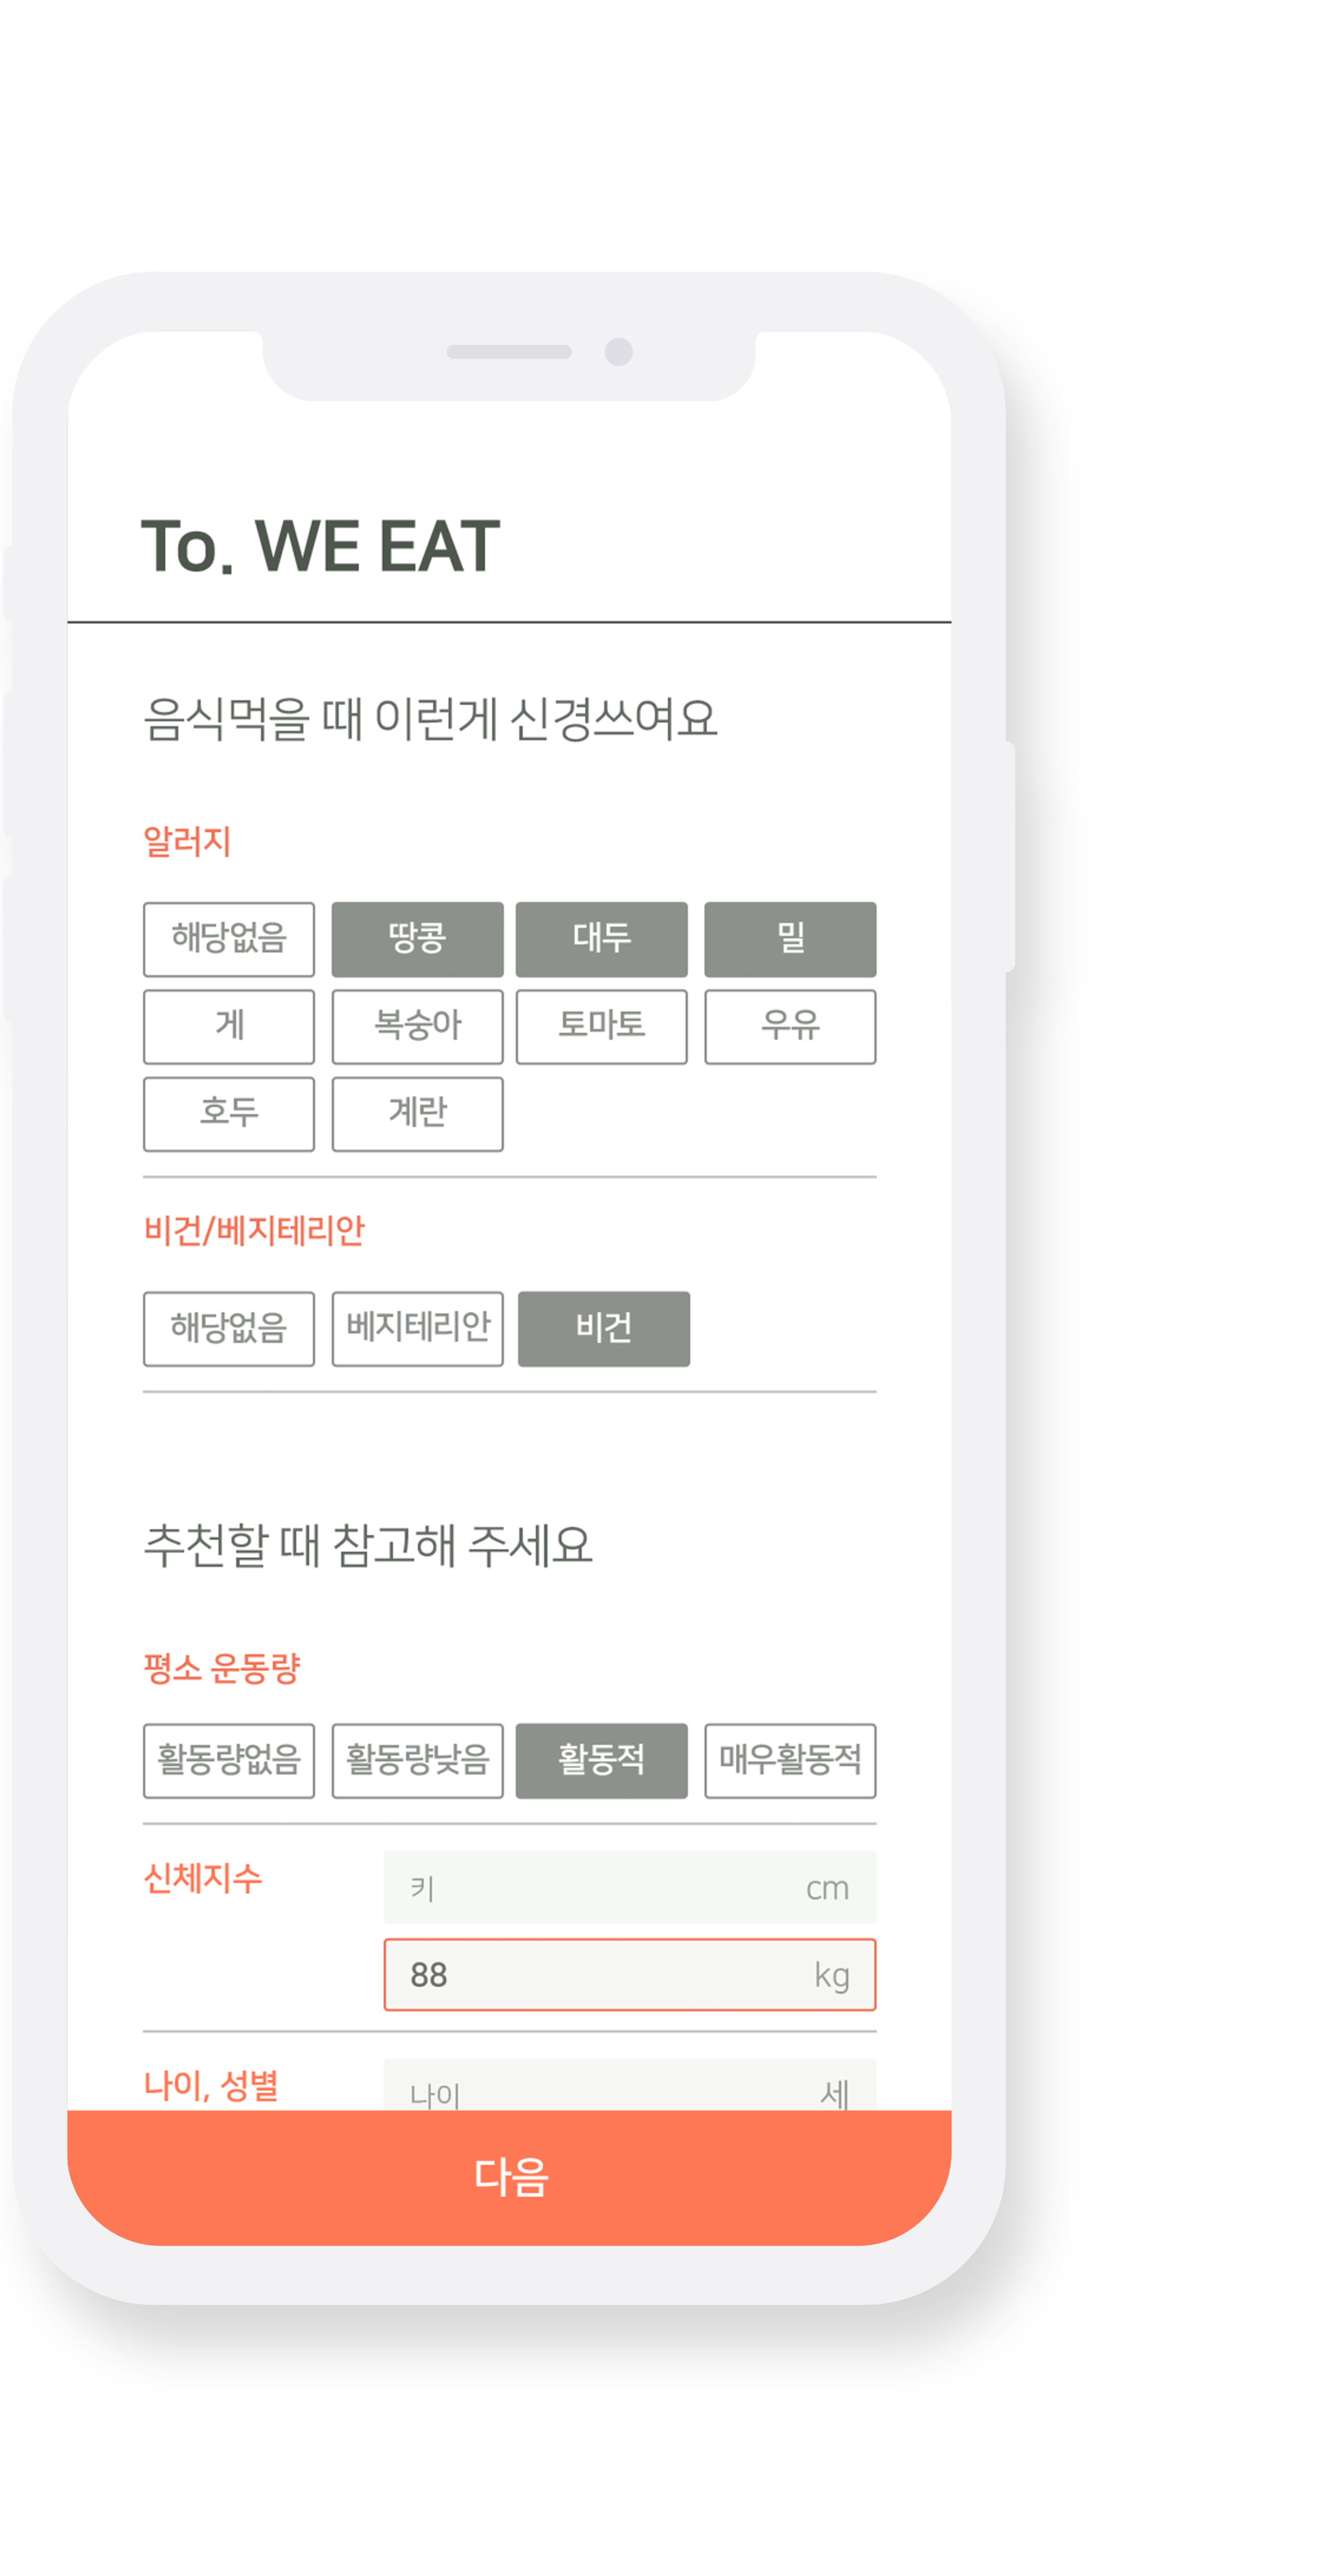 To. WE EAT
음식먹을 때 이런게 신경쓰여요
알러지
해당없음 땅콩 대두 밀
게 복숭아 토마토 우유
호두 계란
비건/베지테리안
해당없음 베지테리안 비건
추천할 때 참고해 주세요
평소 운동량
활동량없음 활동량낮음 활동적 매우활동적
신체지수 키 cm
88 kg
나이, 성별 나이 세
다음